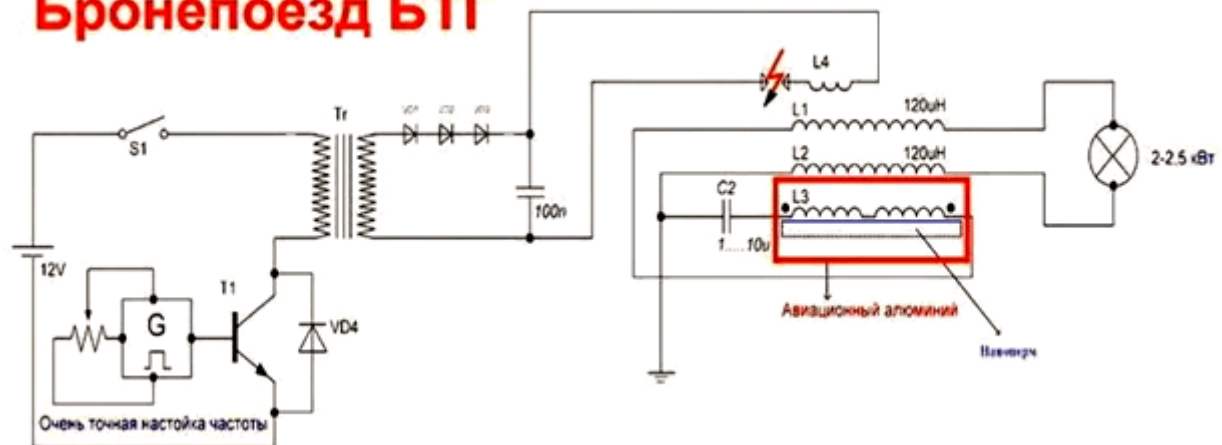 Бронепоезд БТГ
L4
Tr
L1
120uH
S1
L2
120uH
2-2.5 кВт
C2
L3
100n
1.....10u
12V
T1
Авиационный алюминий
G
VD4
Очень точная настойка частоты